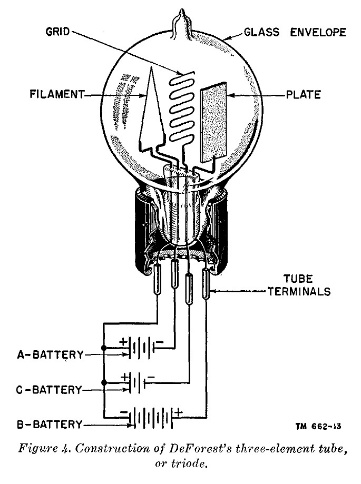 GRID
GLASS ENVELOPE
FILAMENT
PLATE
TUBE
TERMINALS
+ -
A-BATTERY
+ -
C-BATTERY
- +
B-BATTERY
TM 662-13
Figure 4. Construction of DeForest's three-element tube,
or triode.